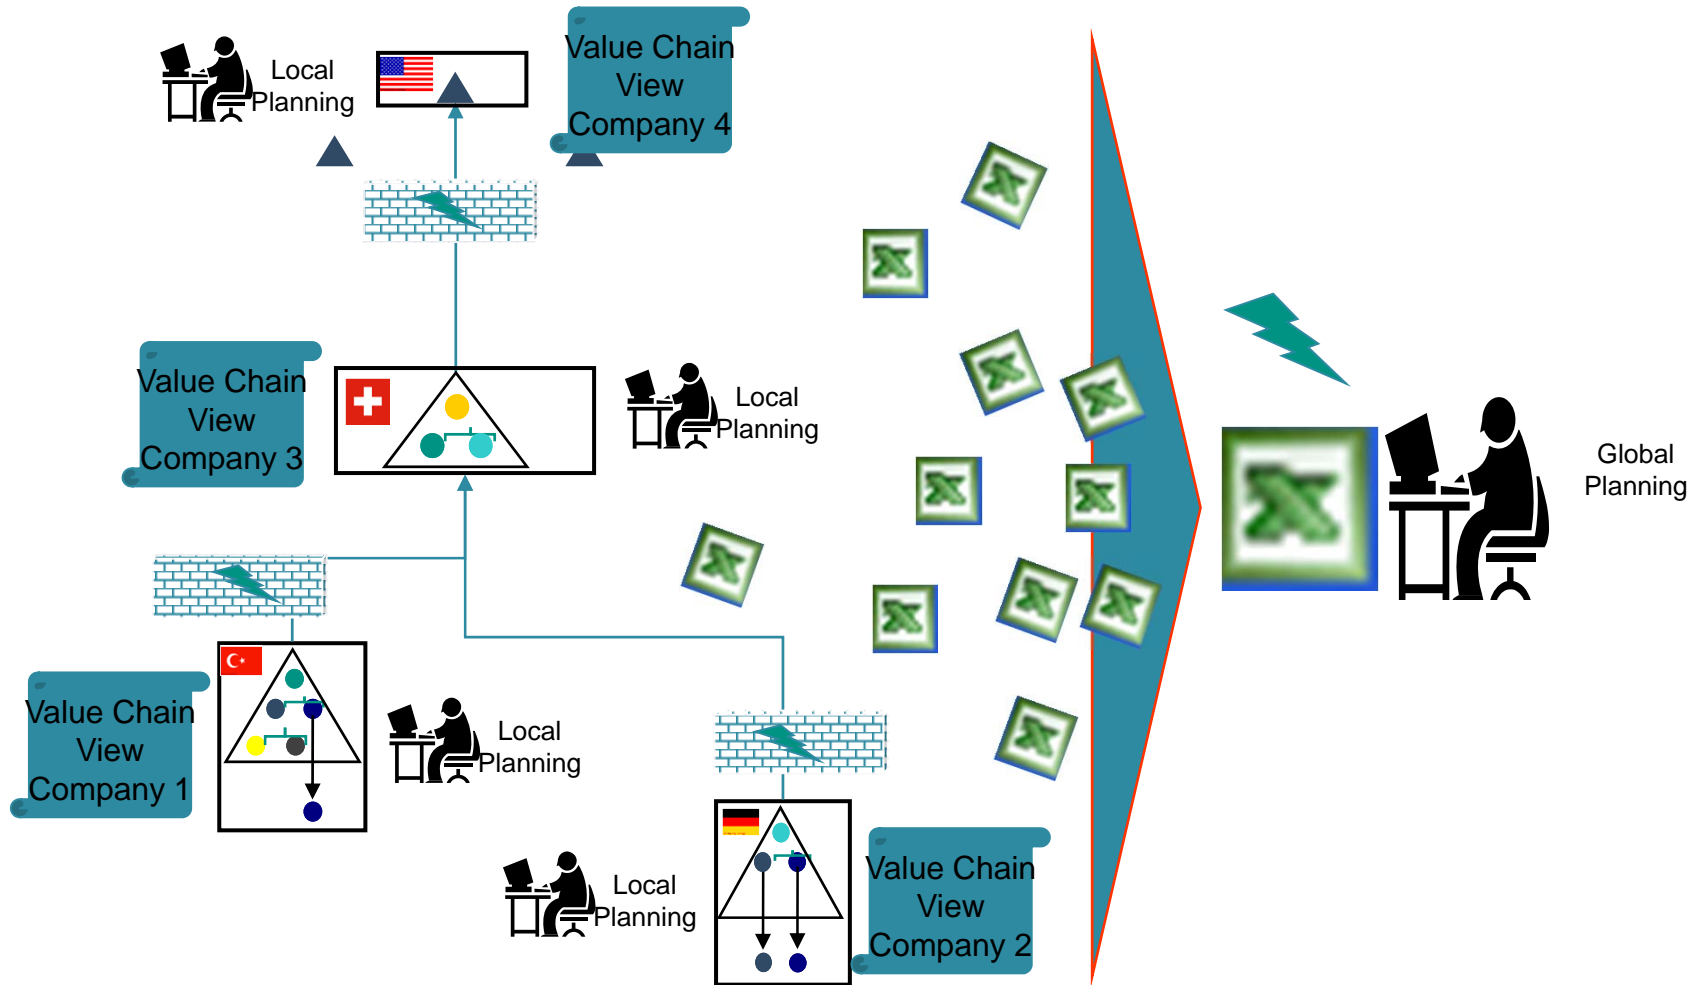 Local
Planning
Value Chain
View
Company 4
Value Chain
View
Company 3
Local
Planning
Global
Planning
Value Chain
View
Company 1
Local
Planning
Local
Planning
Value Chain
View
Company 2